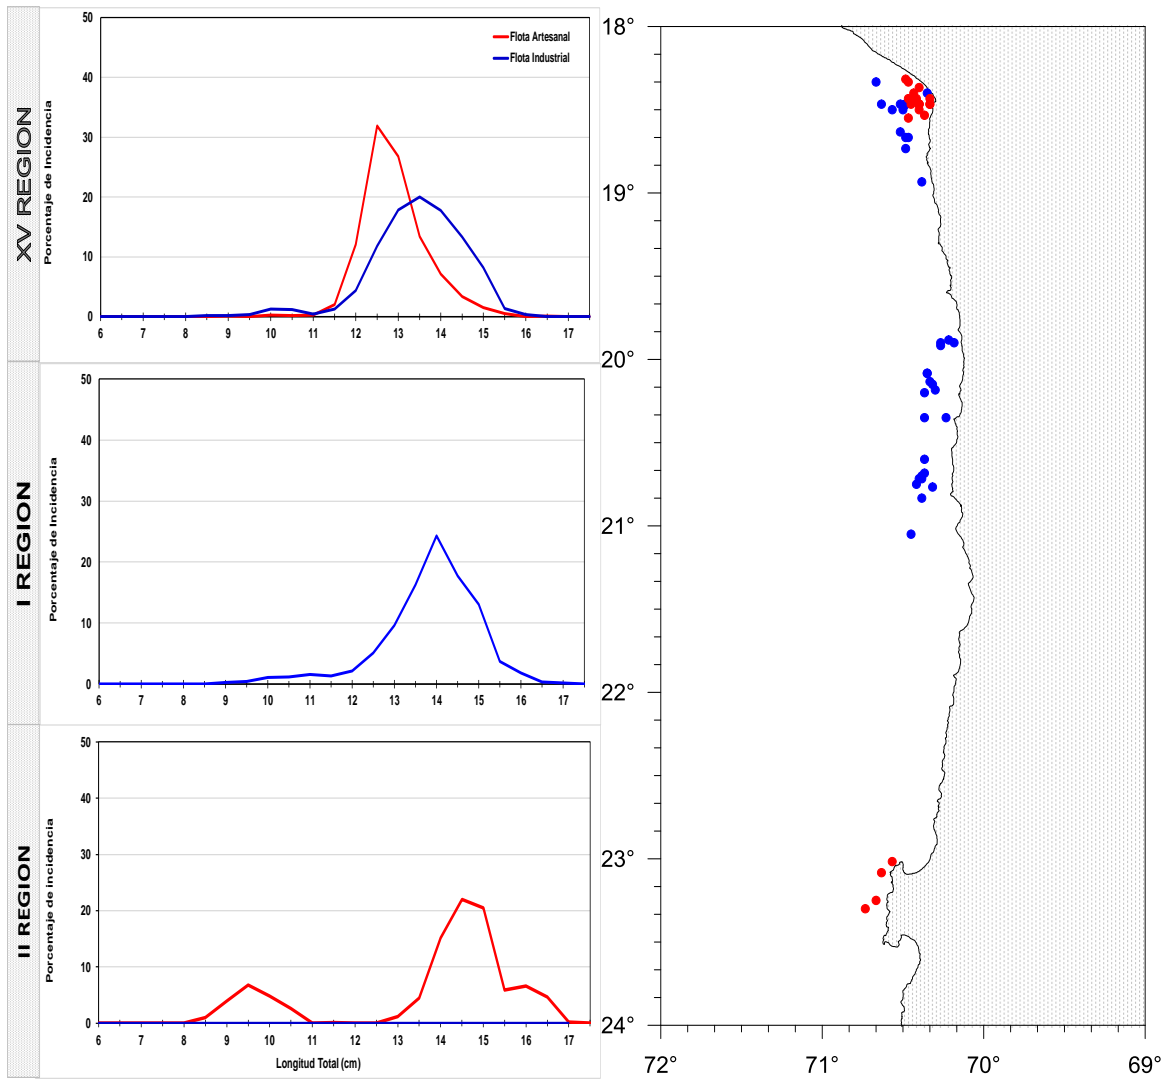 XV REGION
Porcentaje de Incidencia
50
40
30
20
10
0
Flota Artesanal
Flota Industrial
6 7 8 9 10 11 12 13 14 15 16 17
I REGION
Porcentaje de Incidencia
50
40
30
20
10
0
6 7 8 9 10 11 12 13 14 15 16 17
II REGION
Porcentaje de incidencia
50
40
30
20
10
0
6 7 8 9 10 11 12 13 14 15 16 17
Longitud Total (cm)
18°
19°
20°
21°
22°
23°
24°
72° 71° 70° 69°